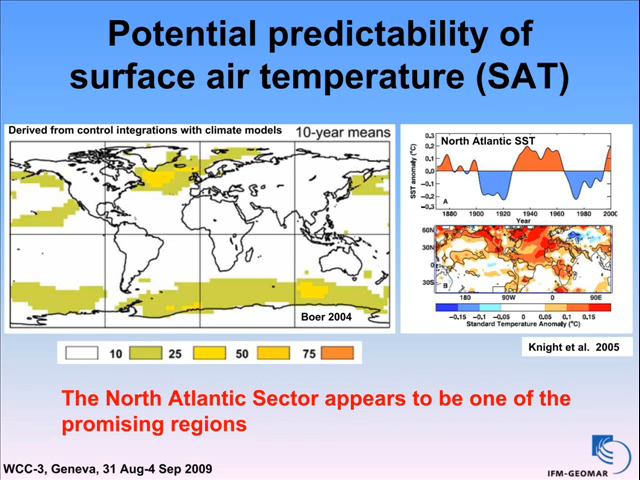 Potential predictability of
surface air temperature (SAT)
Derived from control integrations with climate models
10-year means
Boer 2004
10 25 50 75
North Atlantic SST
SST anomaly (°C)
0.3
0.2
0.1
0.0
-0.1
-0.2
-0.3
A
1880 1900 1920 1940 1960 1980 2000
Year
60N
30N
0
30S
B
180 90W 0 90E
-0.15 -0.1 -0.05 0 0.05 0.1 0.15
Standard Temperature Anomaly (°C)
Knight et al. 2005
The North Atlantic Sector appears to be one of the
promising regions
WCC-3, Geneva, 31 Aug-4 Sep 2009
IFM-GEOMAR